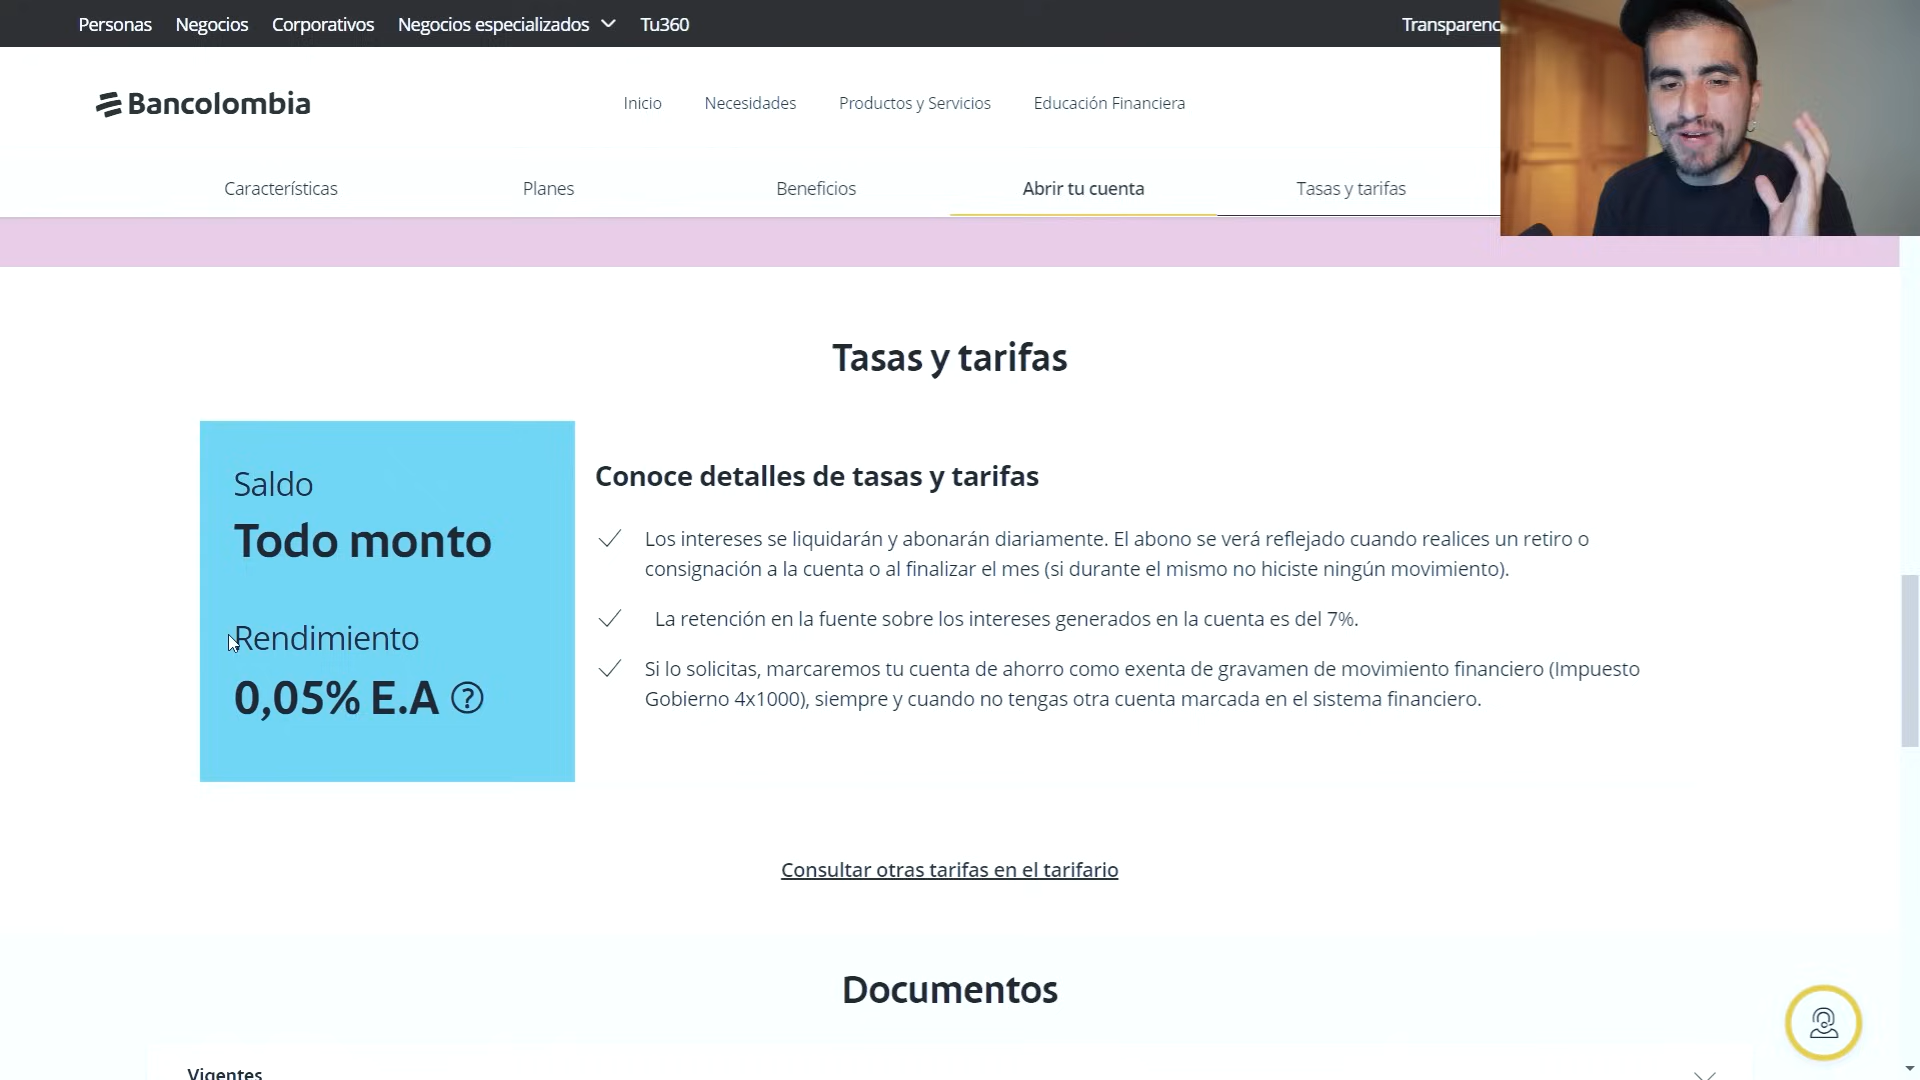 Personas Negocios Corporativos Negocios especializados Tu360
Bancolombia
Inicio Necesidades Productos y Servicios Educación Financiera
Características Planes Beneficios Abrir tu cuenta Tasas y tarifas
Tasas y tarifas
Saldo
Todo monto
Rendimiento
0,05% E.A ?
Conoce detalles de tasas y tarifas
Los intereses se liquidarán y abonarán diariamente. El abono se verá reflejado cuando realices un retiro o
consignación a la cuenta o al finalizar el mes (si durante el mismo no hiciste ningún movimiento).
La retención en la fuente sobre los intereses generados en la cuenta es del 7%.
Si lo solicitas, marcaremos tu cuenta de ahorro como exenta de gravamen de movimiento financiero (Impuesto
Gobierno 4x1000), siempre y cuando no tengas otra cuenta marcada en el sistema financiero.
Consultar otras tarifas en el tarifario
Documentos
Vigentes